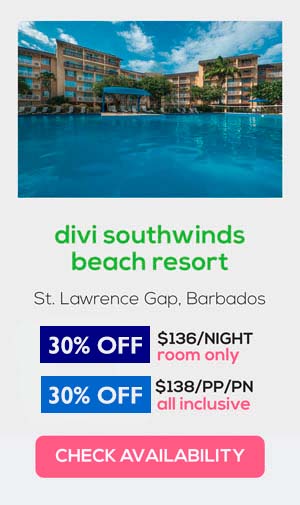 divi southwinds
beach resort
St. Lawrence Gap, Barbados
30% OFF $136/NIGHT
room only
30% OFF $138/PP/PN
all inclusive
CHECK AVAILABILITY